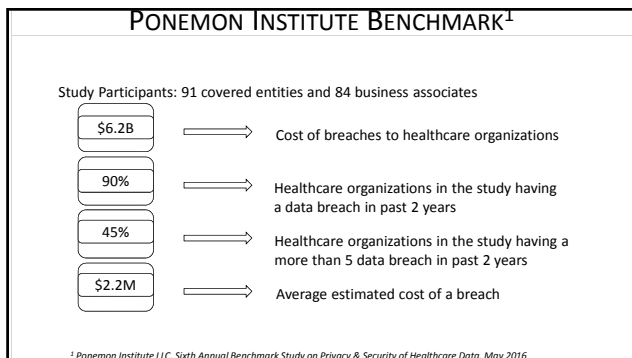 PONEMON INSTITUTE BENCHMARK¹
Study Participants: 91 covered entities and 84 business associates
$6.2B
Cost of breaches to healthcare organizations
90%
Healthcare organizations in the study having
a data breach in past 2 years
45%
Healthcare organizations in the study having a
more than 5 data breach in past 2 years
$2.2M
Average estimated cost of a breach
¹ Ponemon Institute LLC, Sixth Annual Benchmark Study on Privacy & Security of Healthcare Data, May 2016